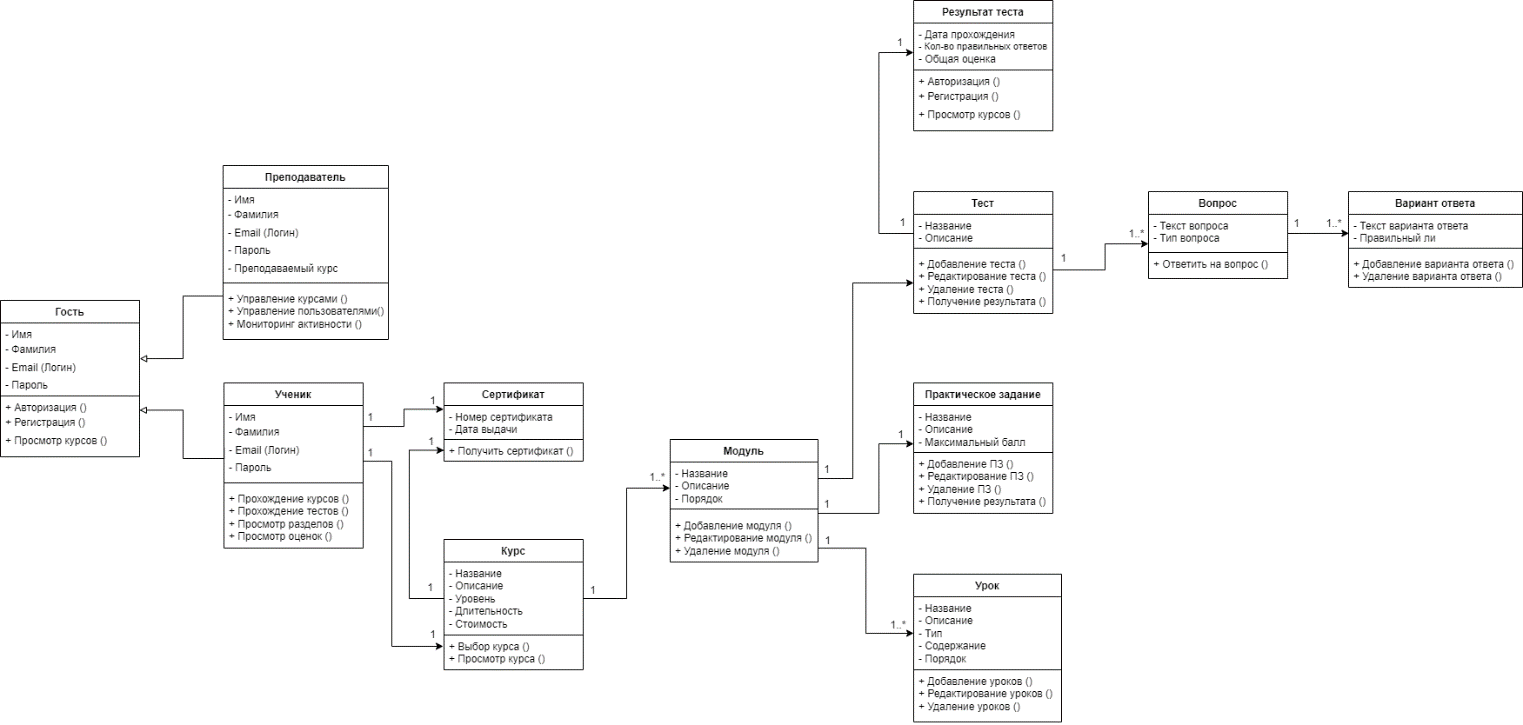 Результат теста
- Дата прохождения
- Кол-во правильных ответов
- Общая оценка
+ Авторизация ()
+ Регистрация ()
+ Просмотр курсов ()
1
1
Преподаватель
- Имя
- Фамилия
- Email (Логин)
- Пароль
- Преподаваемый курс
+ Управление курсами ()
+ Управление пользователями()
+ Мониторинг активности ()
Тест
- Название
- Описание
+ Добавление теста ()
+ Редактирование теста ()
+ Удаление теста ()
+ Получение результата ()
1
1..*
Вопрос
- Текст вопроса
- Тип вопроса
+ Ответить на вопрос ()
1
1..*
Вариант ответа
- Текст варианта ответа
- Правильный ли
+ Добавление варианта ответа ()
+ Удаление варианта ответа ()
Гость
- Имя
- Фамилия
- Email (Логин)
- Пароль
+ Авторизация ()
+ Регистрация ()
+ Просмотр курсов ()
Ученик
- Имя
- Фамилия
- Email (Логин)
- Пароль
+ Прохождение курсов ()
+ Прохождение тестов ()
+ Просмотр разделов ()
+ Просмотр оценок ()
1
1
1
1
Сертификат
- Номер сертификата
- Дата выдачи
+ Получить сертификат ()
1
1
Курс
- Название
- Описание
- Уровень
- Длительность
- Стоимость
+ Выбор курса ()
+ Просмотр курса ()
1
1..*
Модуль
- Название
- Описание
- Порядок
+ Добавление модуля ()
+ Редактирование модуля ()
+ Удаление модуля ()
1
1
1
1
Практическое задание
- Название
- Описание
- Максимальный балл
+ Добавление ПЗ ()
+ Редактирование ПЗ ()
+ Удаление ПЗ ()
+ Получение результата ()
1..*
Урок
- Название
- Описание
- Тип
- Содержание
- Порядок
+ Добавление уроков ()
+ Редактирование уроков ()
+ Удаление уроков ()